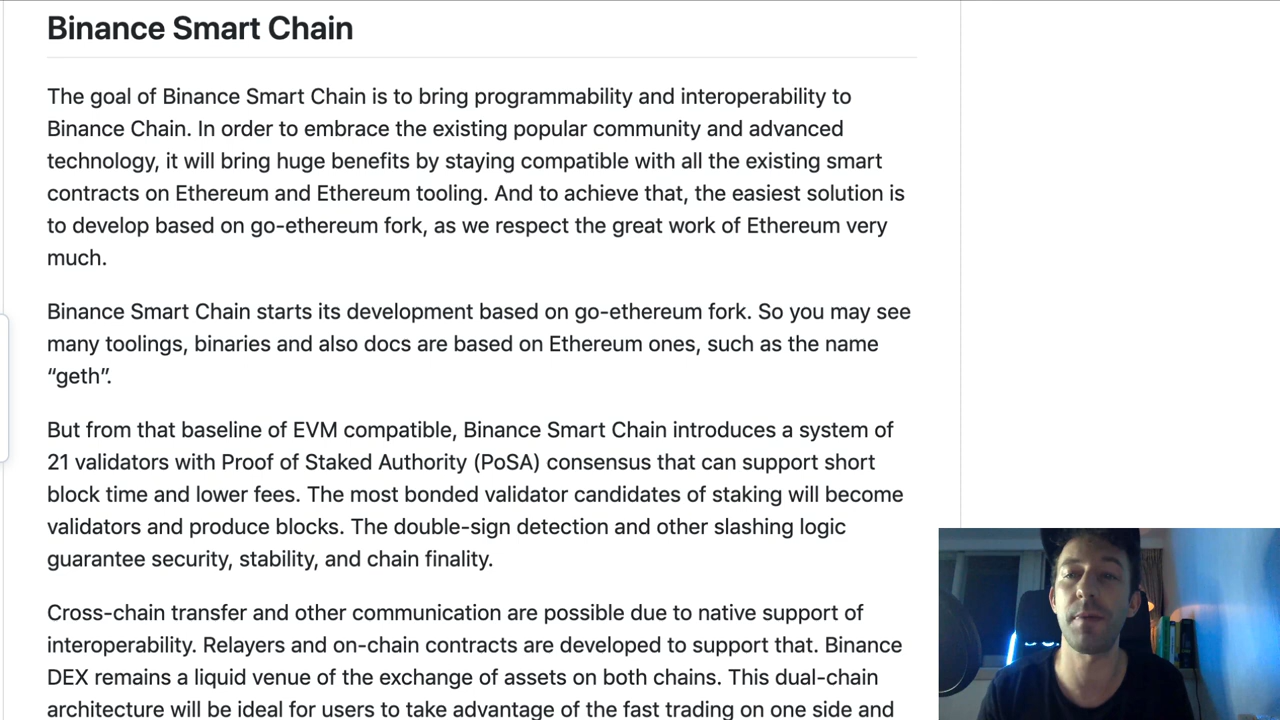 Binance Smart Chain
The goal of Binance Smart Chain is to bring programmability and interoperability to
Binance Chain. In order to embrace the existing popular community and advanced
technology, it will bring huge benefits by staying compatible with all the existing smart
contracts on Ethereum and Ethereum tooling. And to achieve that, the easiest solution is
to develop based on go-ethereum fork, as we respect the great work of Ethereum very
much.
Binance Smart Chain starts its development based on go-ethereum fork. So you may see
many toolings, binaries and also docs are based on Ethereum ones, such as the name
“geth”.
But from that baseline of EVM compatible, Binance Smart Chain introduces a system of
21 validators with Proof of Staked Authority (PoSA) consensus that can support short
block time and lower fees. The most bonded validator candidates of staking will become
validators and produce blocks. The double-sign detection and other slashing logic
guarantee security, stability, and chain finality.
Cross-chain transfer and other communication are possible due to native support of
interoperability. Relayers and on-chain contracts are developed to support that. Binance
DEX remains a liquid venue of the exchange of assets on both chains. This dual-chain
architecture will be ideal for users to take advantage of the fast trading on one side and